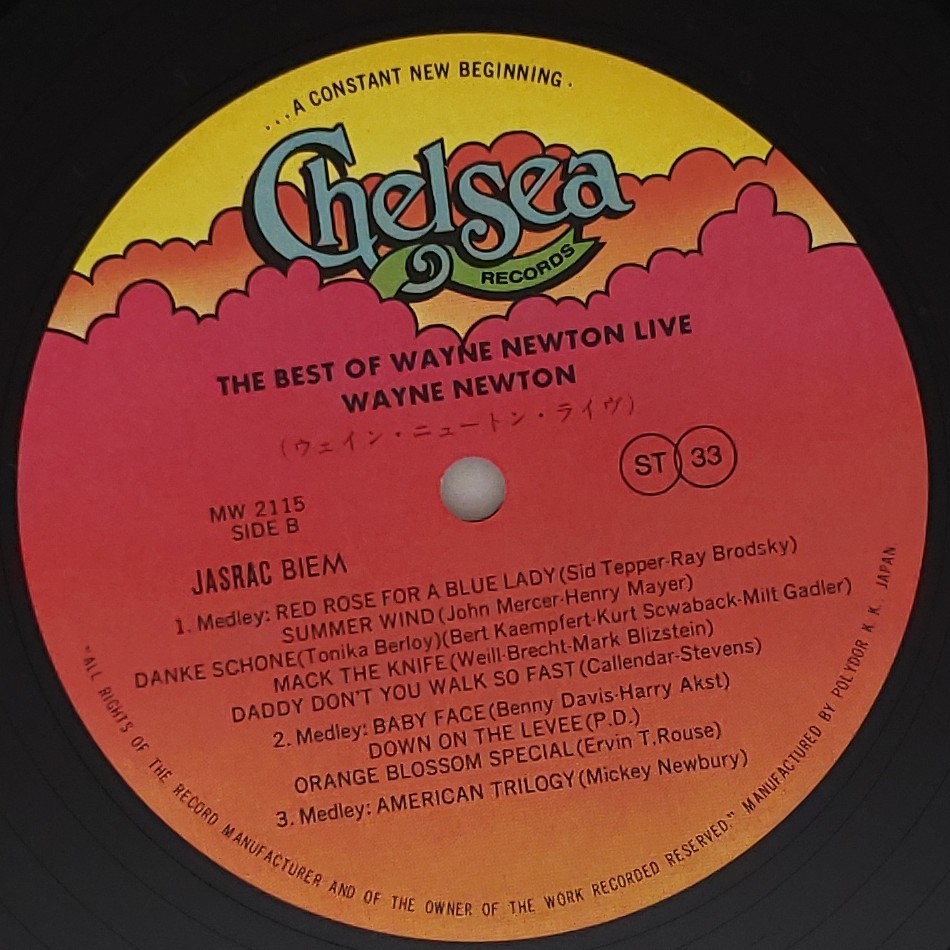 ...A CONSTANT NEW BEGINNING.
Chelsea
RECORDS
THE BEST OF WAYNE NEWTON LIVE
WAYNE NEWTON
(ウェイン・ニュートン・ライヴ)
ST 33
MW 2115
SIDE B
JASRAC BIEM
1. Medley: RED ROSE FOR A BLUE LADY(Sid Tepper-Ray Brodsky)
SUMMER WIND(John Mercer-Henry Mayer)
DANKE SCHONE(Tonika Berloy)(Bert Kaempfert-Kurt Scwaback-Milt Gadler)
MACK THE KNIFE(Weill-Brecht-Mark Blizstein)
DADDY DON'T YOU WALK SO FAST(Callendar-Stevens)
2. Medley: BABY FACE(Benny Davis-Harry Akst)
DOWN ON THE LEVEE(P.D.)
ORANGE BLOSSOM SPECIAL(Ervin T.Rouse)
3. Medley: AMERICAN TRILOGY(Mickey Newbury)
"ALL RIGHTS OF THE RECORD MANUFACTURER AND OF THE OWNER OF THE WORK RECORDED RESERVED." MANUFACTURED BY POLYDOR K. K. JAPAN